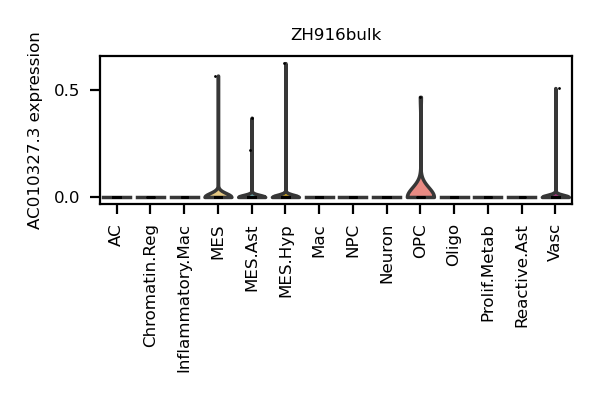 ZH916bulk
AC010327.3 expression
0.5
0.0
AC
Chromatin.Reg
Inflammatory.Mac
MES
MES.Ast
MES.Hyp
Mac
NPC
Neuron
OPC
Oligo
Prolif.Metab
Reactive.Ast
Vasc